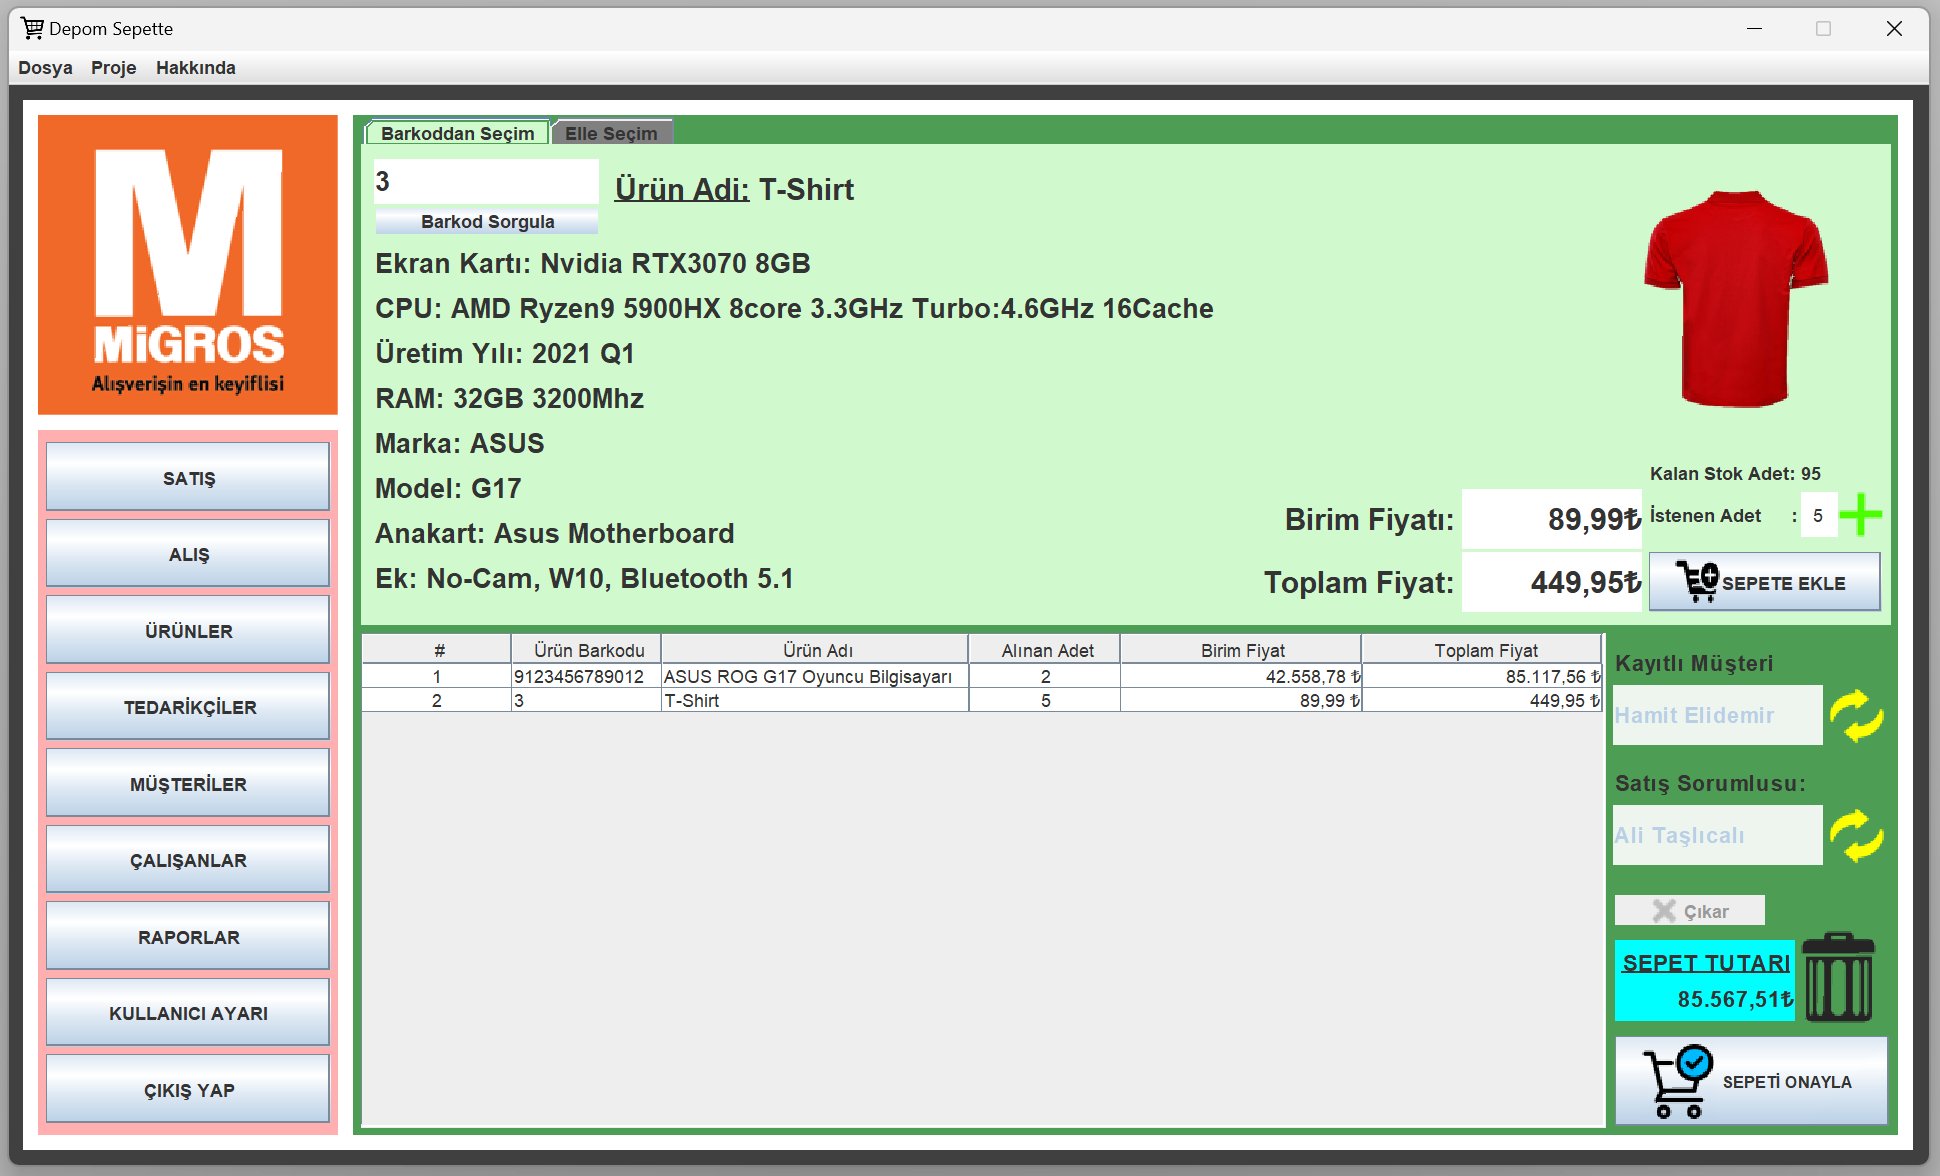 Depom Sepette
Dosya Proje Hakkında
M
MiGROS
Alışverişin en keyiflisi
SATIŞ
ALIŞ
ÜRÜNLER
TEDARİKÇİLER
MÜŞTERİLER
ÇALIŞANLAR
RAPORLAR
KULLANICI AYARI
ÇIKIŞ YAP
Barkoddan Seçim Elle Seçim
3
Ürün Adi: T-Shirt
Barkod Sorgula
Ekran Kartı: Nvidia RTX3070 8GB
CPU: AMD Ryzen9 5900HX 8core 3.3GHz Turbo:4.6GHz 16Cache
Üretim Yılı: 2021 Q1
RAM: 32GB 3200Mhz
Marka: ASUS
Model: G17
Anakart: Asus Motherboard
Ek: No-Cam, W10, Bluetooth 5.1
Kalan Stok Adet: 95
Birim Fiyatı: 89,99₺
İstenen Adet : 5
Toplam Fiyat: 449,95₺
SEPETE EKLE
# Ürün Barkodu Ürün Adı Alınan Adet Birim Fiyat Toplam Fiyat
1 9123456789012 ASUS ROG G17 Oyuncu Bilgisayarı 2 42.558,78 ₺ 85.117,56 ₺
2 3 T-Shirt 5 89,99 ₺ 449,95 ₺
Kayıtlı Müşteri
Hamit Elidemir
Satış Sorumlusu:
Ali Taşlıcalı
Çıkar
SEPET TUTARI
85.567,51₺
SEPETİ ONAYLA